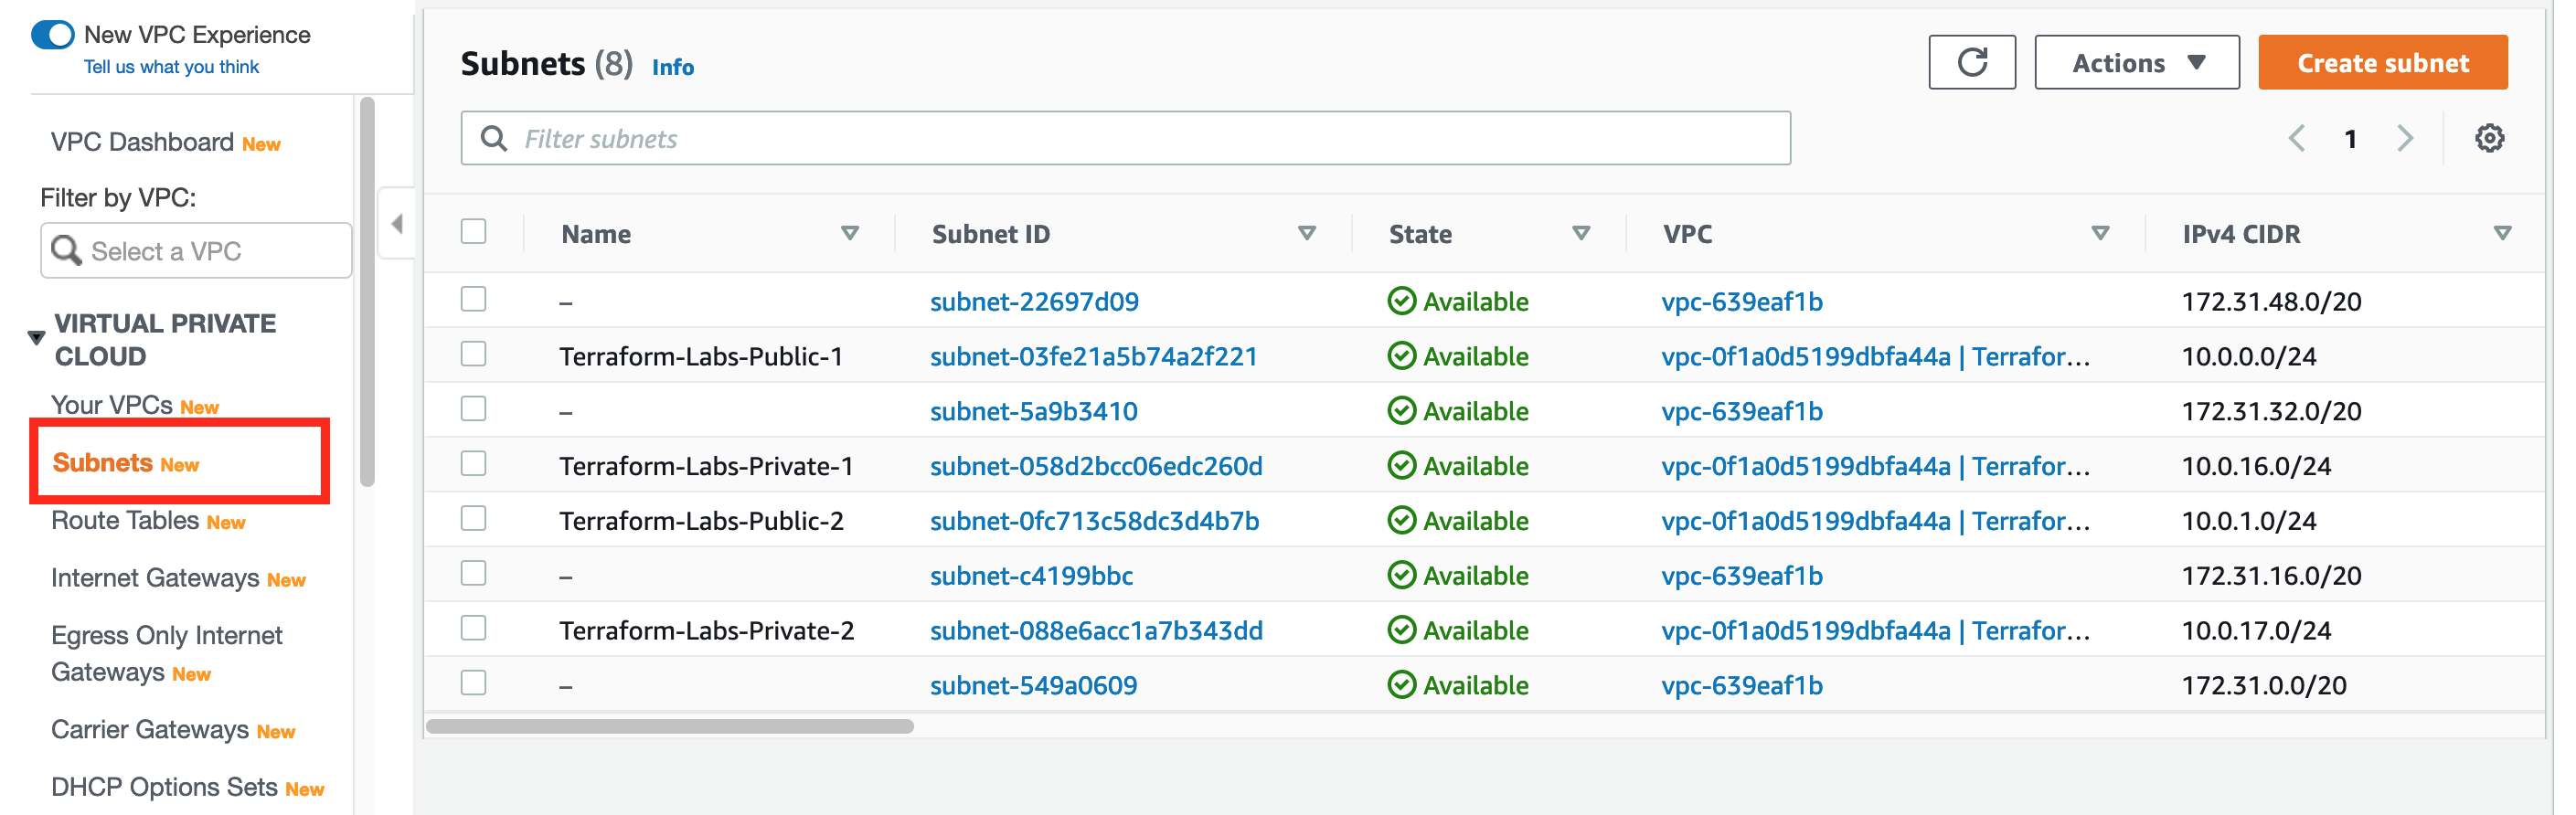 New VPC Experience
Tell us what you think
VPC Dashboard New
Filter by VPC:
Select a VPC
VIRTUAL PRIVATE
CLOUD
Your VPCs New
Subnets New
Route Tables New
Internet Gateways New
Egress Only Internet
Gateways New
Carrier Gateways New
DHCP Options Sets New
Subnets (8) Info
Actions
Create subnet
Filter subnets
1
Name Subnet ID State VPC IPv4 CIDR
– subnet-22697d09 Available vpc-639eaf1b 172.31.48.0/20
Terraform-Labs-Public-1 subnet-03fe21a5b74a2f221 Available vpc-0f1a0d5199dbfa44a | Terrafor... 10.0.0.0/24
– subnet-5a9b3410 Available vpc-639eaf1b 172.31.32.0/20
Terraform-Labs-Private-1 subnet-058d2bcc06edc260d Available vpc-0f1a0d5199dbfa44a | Terrafor... 10.0.16.0/24
Terraform-Labs-Public-2 subnet-0fc713c58dc3d4b7b Available vpc-0f1a0d5199dbfa44a | Terrafor... 10.0.1.0/24
– subnet-c4199bbc Available vpc-639eaf1b 172.31.16.0/20
Terraform-Labs-Private-2 subnet-088e6acc1a7b343dd Available vpc-0f1a0d5199dbfa44a | Terrafor... 10.0.17.0/24
– subnet-549a0609 Available vpc-639eaf1b 172.31.0.0/20